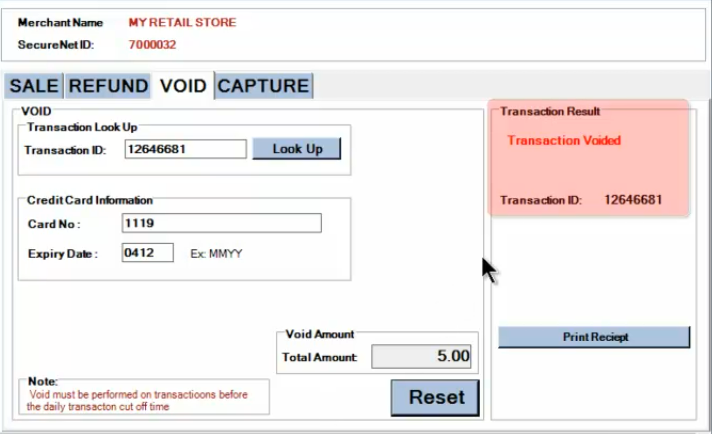 Merchant Name MY RETAIL STORE
SecureNet ID: 7000032
SALE REFUND VOID CAPTURE
VOID
Transaction Look Up
Transaction ID: 12646681 Look Up
Credit Card Information
Card No : 1119
Expiry Date : 0412 Ex: MMYY
Void Amount
Total Amount: 5.00
Note:
Void must be performed on transactioons before
the daily transacton cut off time
Reset
Transaction Result
Transaction Voided
Transaction ID: 12646681
Print Reciept